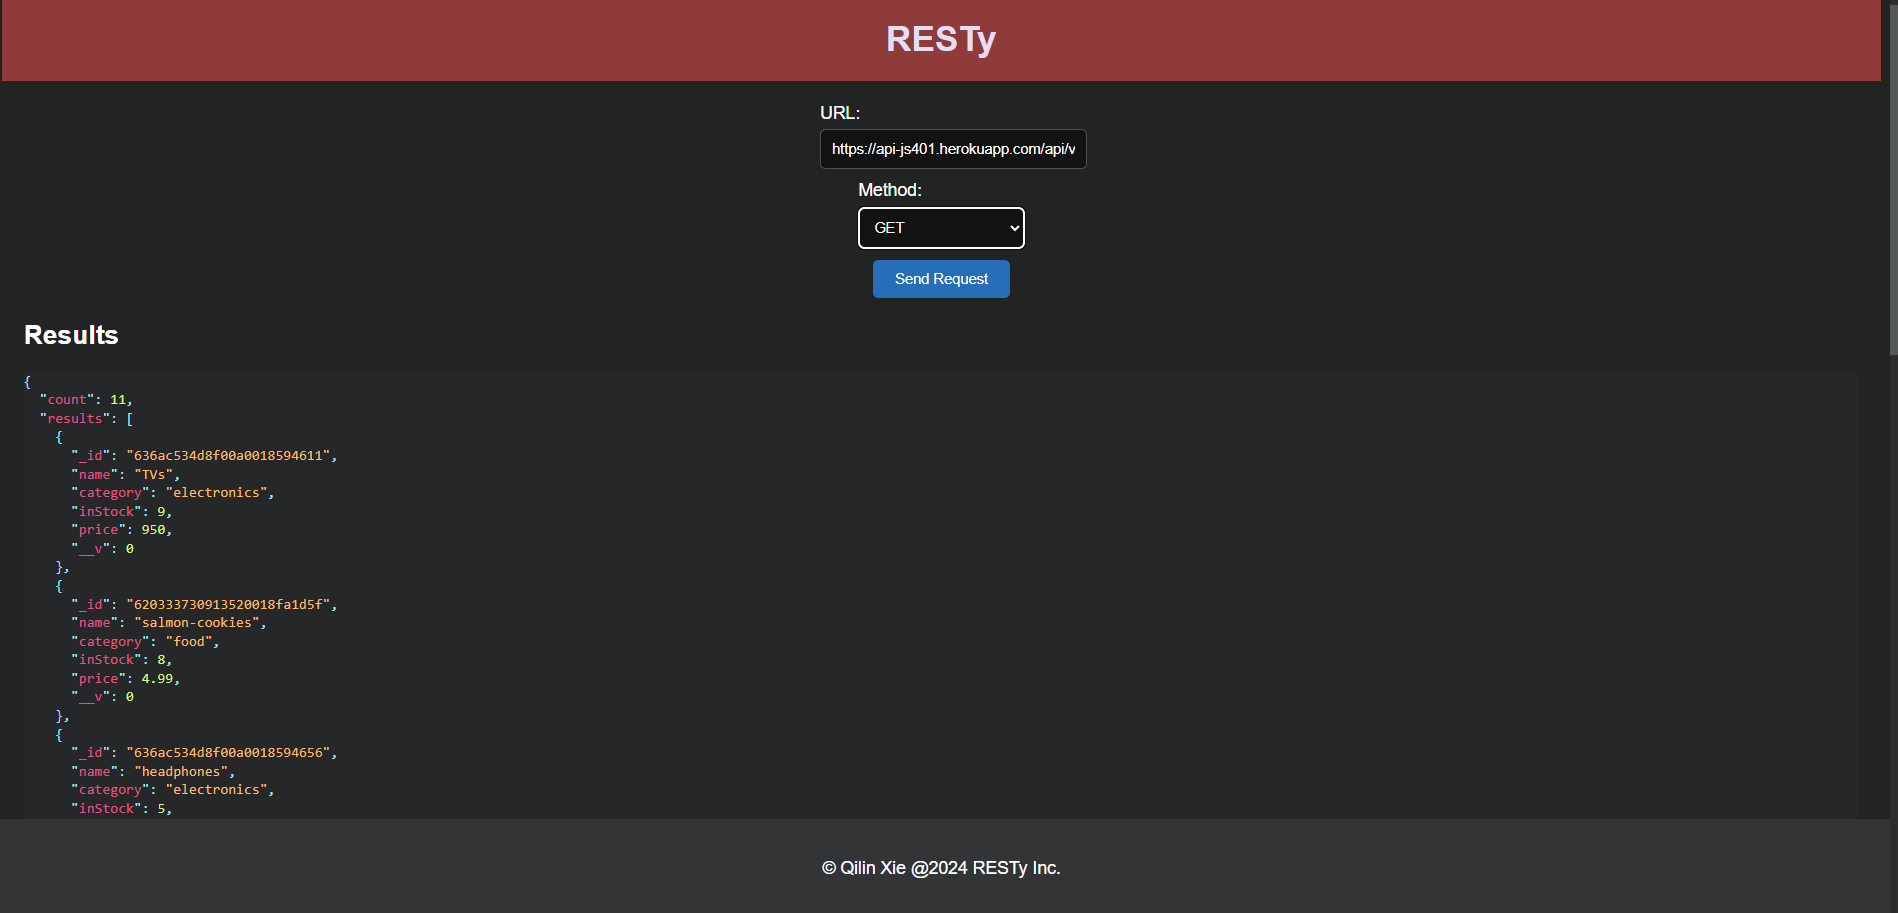 RESTy
URL:
https://api-js401.herokuapp.com/api/v
Method:
GET
Send Request
Results
{
  "count": 11,
  "results": [
    {
      "_id": "636ac534d8f00a0018594611",
      "name": "TVs",
      "category": "electronics",
      "inStock": 9,
      "price": 950,
      "__v": 0
    },
    {
      "_id": "620333730913520018fa1d5f",
      "name": "salmon-cookies",
      "category": "food",
      "inStock": 8,
      "price": 4.99,
      "__v": 0
    },
    {
      "_id": "636ac534d8f00a0018594656",
      "name": "headphones",
      "category": "electronics",
      "inStock": 5,
© Qilin Xie @2024 RESTy Inc.